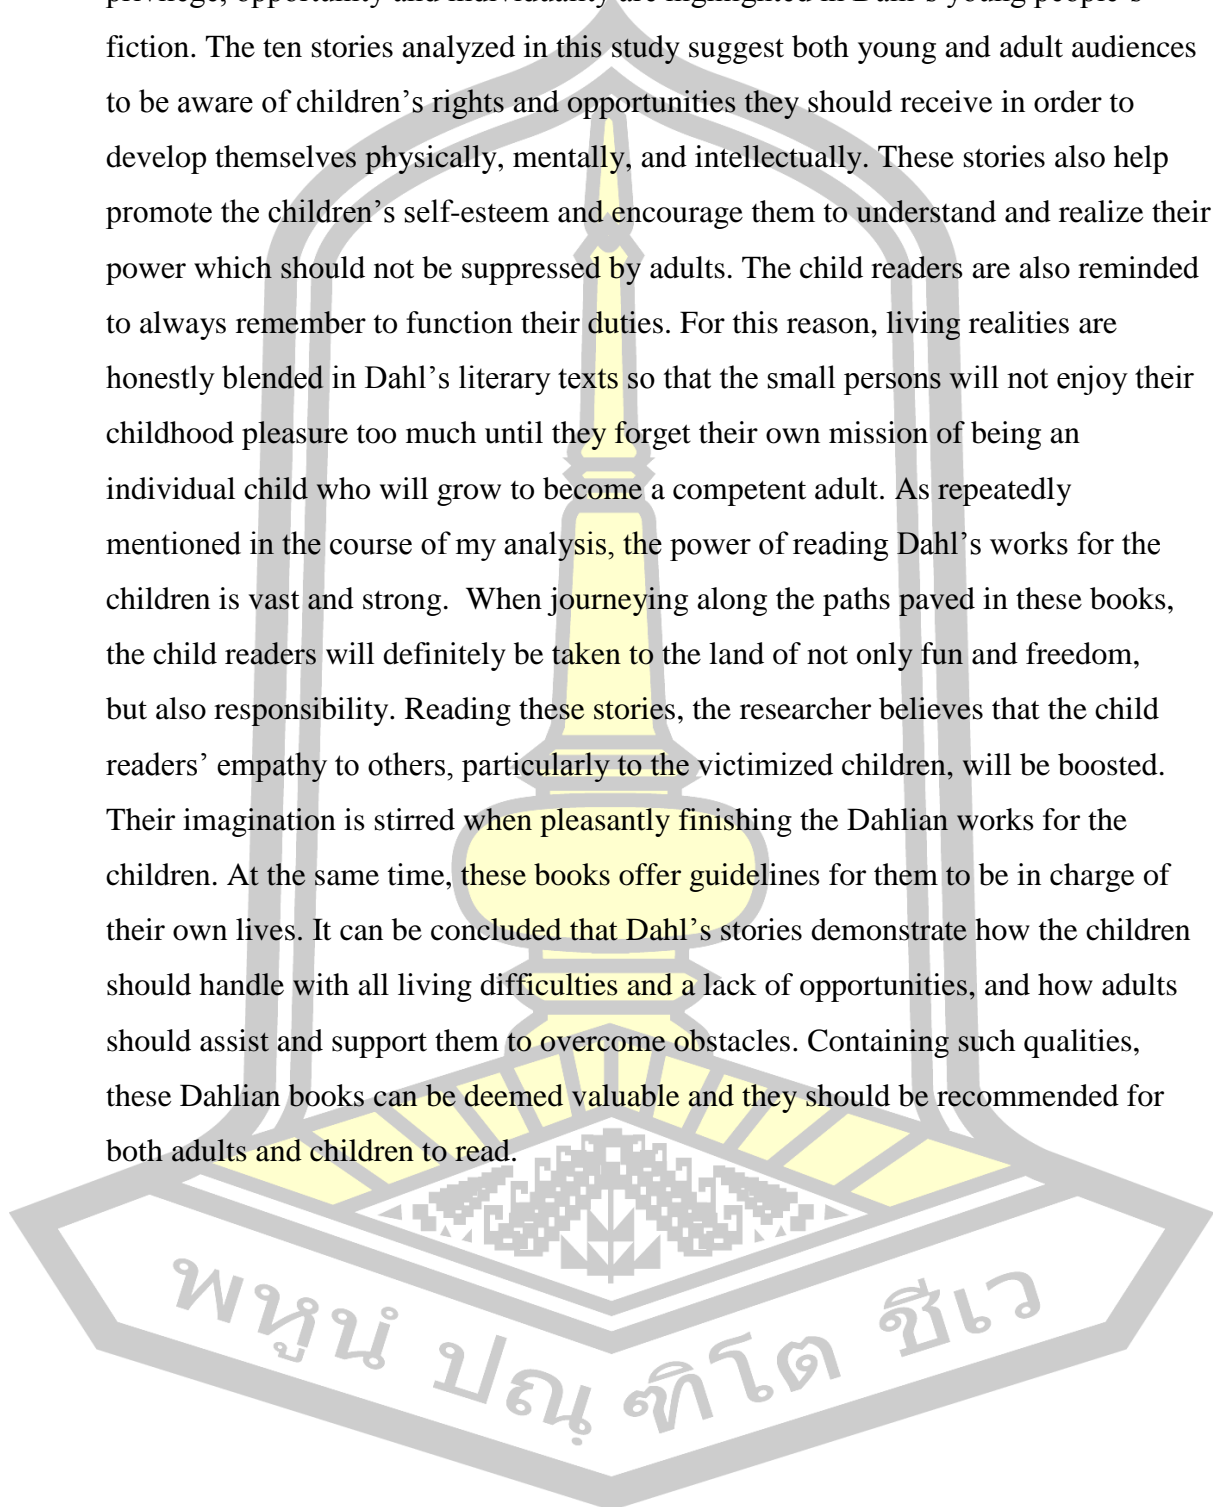 privilege, opportunity and individuality are highlighted in Dahl's young people's
fiction. The ten stories analyzed in this study suggest both young and adult audiences
to be aware of children's rights and opportunities they should receive in order to
develop themselves physically, mentally, and intellectually. These stories also help
promote the children's self-esteem and encourage them to understand and realize their
power which should not be suppressed by adults. The child readers are also reminded
to always remember to function their duties. For this reason, living realities are
honestly blended in Dahl's literary texts so that the small persons will not enjoy their
childhood pleasure too much until they forget their own mission of being an
individual child who will grow to become a competent adult. As repeatedly
mentioned in the course of my analysis, the power of reading Dahl's works for the
children is vast and strong.  When journeying along the paths paved in these books,
the child readers will definitely be taken to the land of not only fun and freedom,
but also responsibility. Reading these stories, the researcher believes that the child
readers' empathy to others, particularly to the victimized children, will be boosted.
Their imagination is stirred when pleasantly finishing the Dahlian works for the
children. At the same time, these books offer guidelines for them to be in charge of
their own lives. It can be concluded that Dahl's stories demonstrate how the children
should handle with all living difficulties and a lack of opportunities, and how adults
should assist and support them to overcome obstacles. Containing such qualities,
these Dahlian books can be deemed valuable and they should be recommended for
both adults and children to read.
พหูนํ ปณฺฑิโต ชีเว